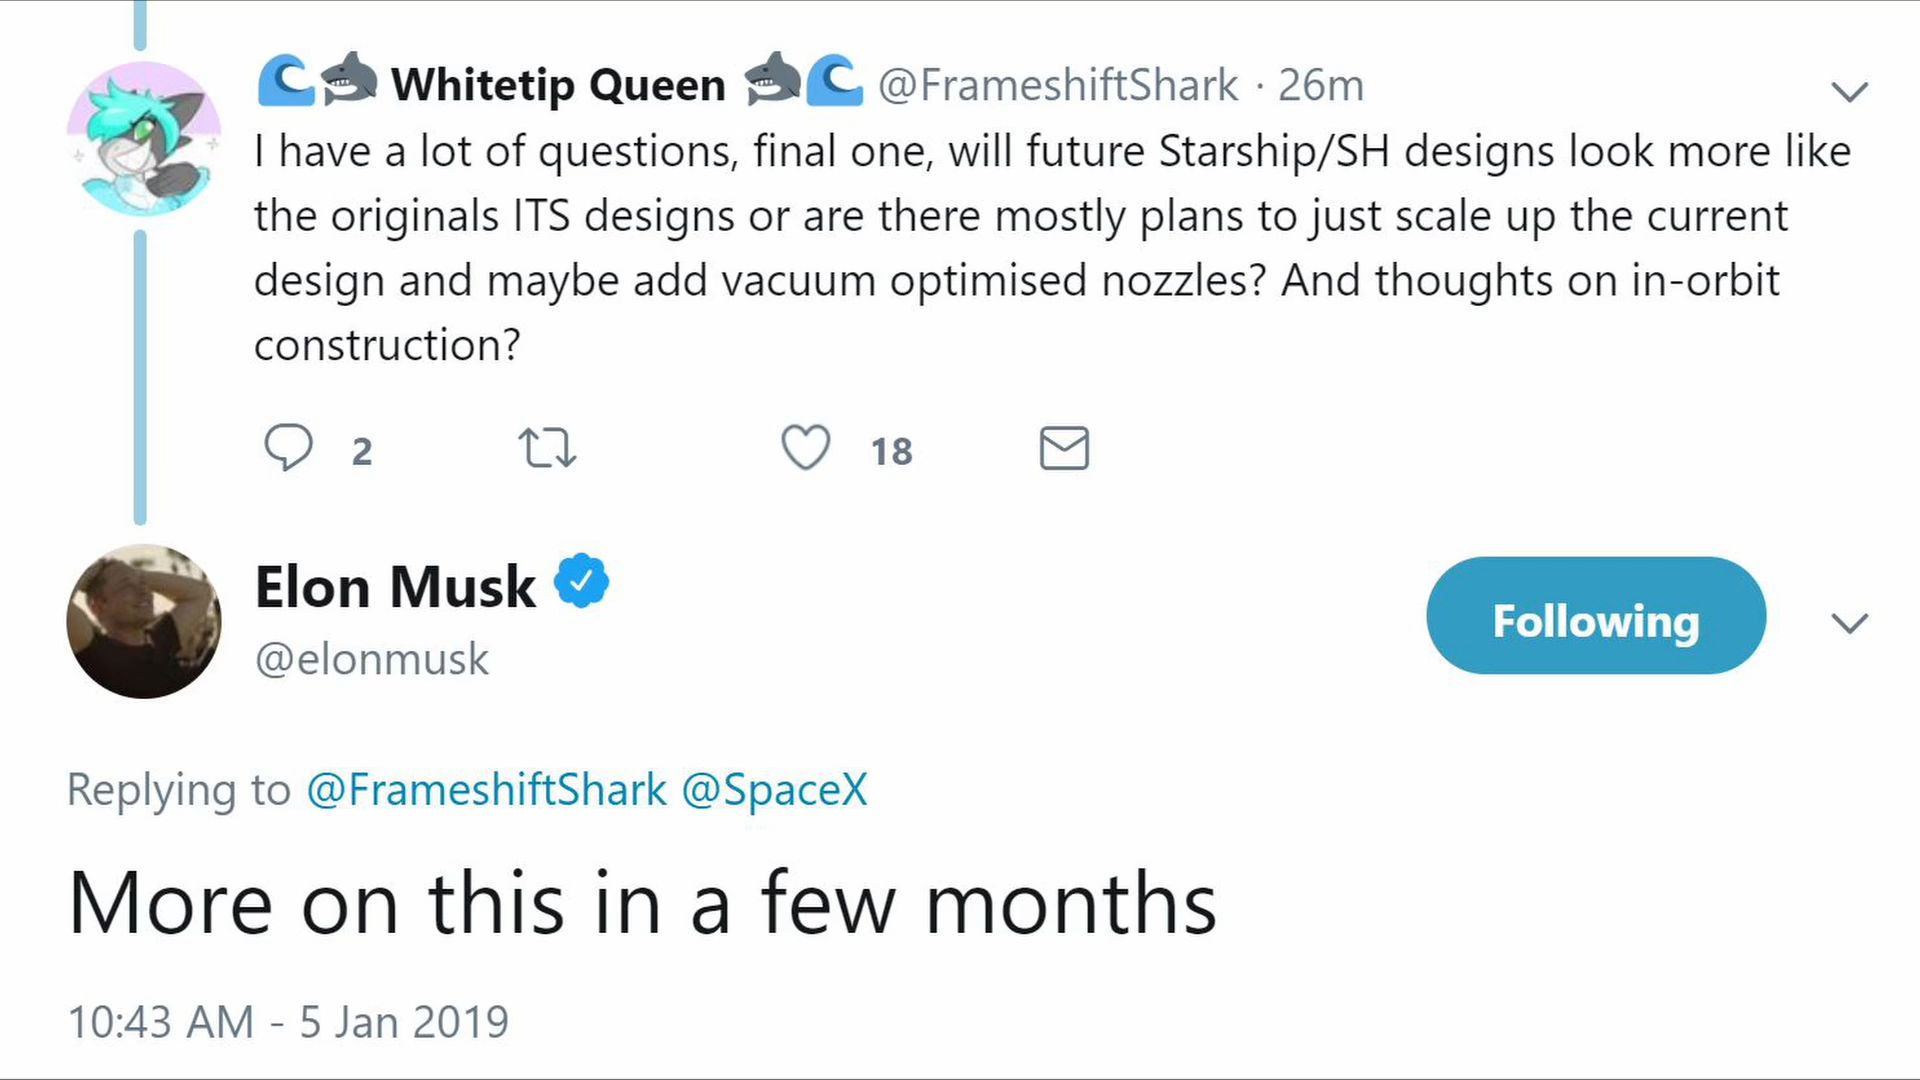 🌊🦈 Whitetip Queen 🦈🌊 @FrameshiftShark · 26m
I have a lot of questions, final one, will future Starship/SH designs look more like
the originals ITS designs or are there mostly plans to just scale up the current
design and maybe add vacuum optimised nozzles? And thoughts on in-orbit
construction?
2 18
Elon Musk
@elonmusk
Following
Replying to @FrameshiftShark @SpaceX
More on this in a few months
10:43 AM - 5 Jan 2019